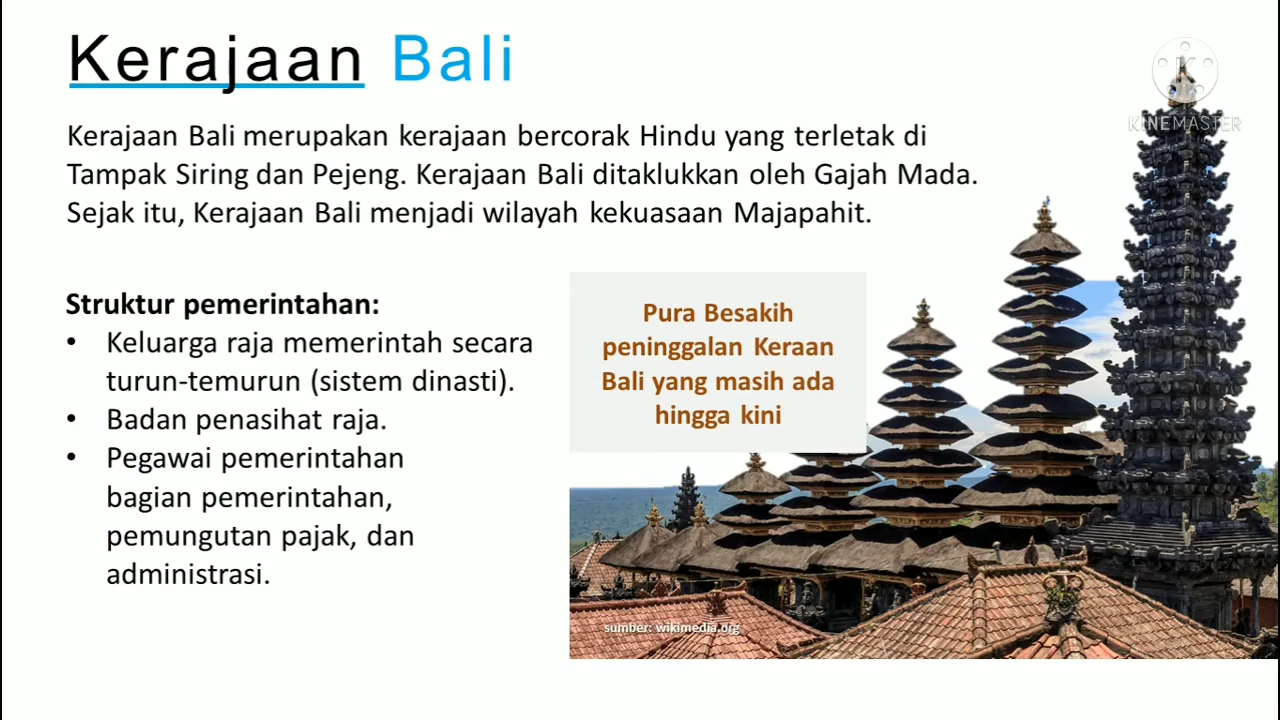 Kerajaan Bali
Kerajaan Bali merupakan kerajaan bercorak Hindu yang terletak di
Tampak Siring dan Pejeng. Kerajaan Bali ditaklukkan oleh Gajah Mada.
Sejak itu, Kerajaan Bali menjadi wilayah kekuasaan Majapahit.
Struktur pemerintahan:
• Keluarga raja memerintah secara
turun-temurun (sistem dinasti).
• Badan penasihat raja.
• Pegawai pemerintahan
bagian pemerintahan,
pemungutan pajak, dan
administrasi.
Pura Besakih
peninggalan Keraan
Bali yang masih ada
hingga kini
sumber: wikimedia.org
K
KINEMASTER